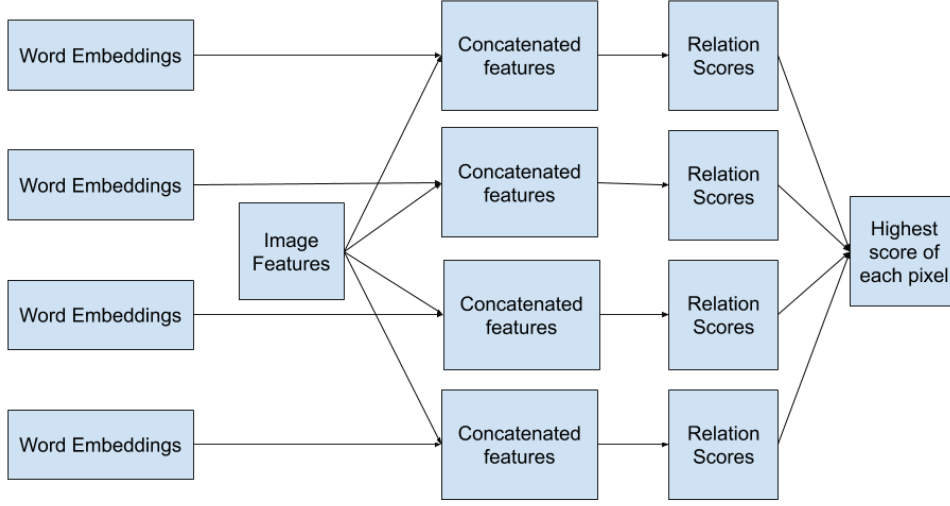 Word Embeddings
Concatenated
features
Relation
Scores
Word Embeddings
Concatenated
features
Relation
Scores
Image
Features
Highest
score of
each pixel
Word Embeddings
Concatenated
features
Relation
Scores
Word Embeddings
Concatenated
features
Relation
Scores